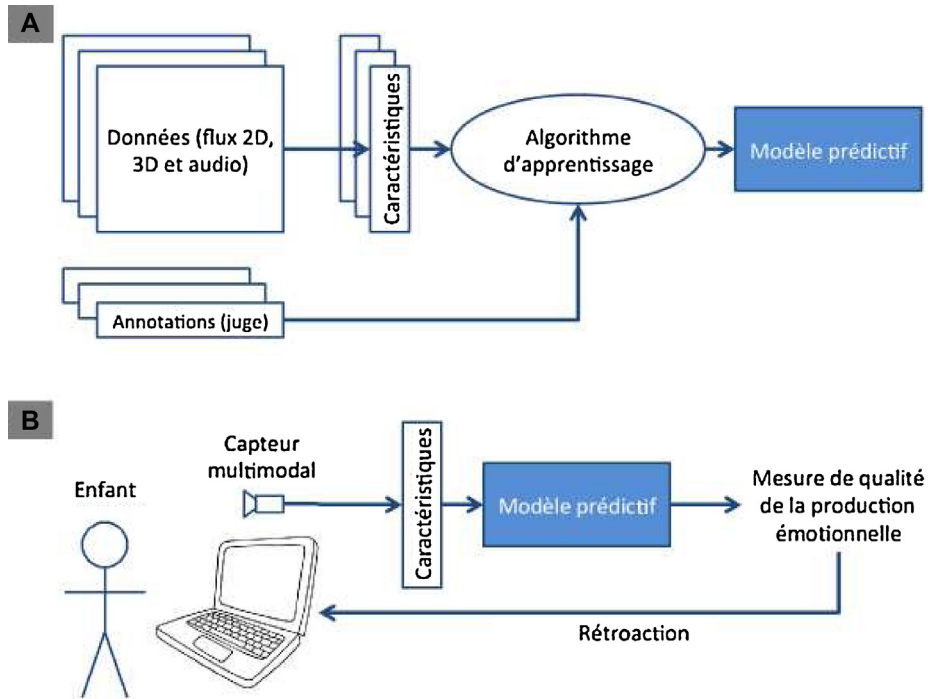 A
Données (flux 2D,
3D et audio)
Caractéristiques
Algorithme
d'apprentissage
Modèle prédictif
Annotations (juge)
B
Capteur
multimodal
Enfant
Caractéristiques
Modèle prédictif
Mesure de qualité
de la production
émotionnelle
Rétroaction